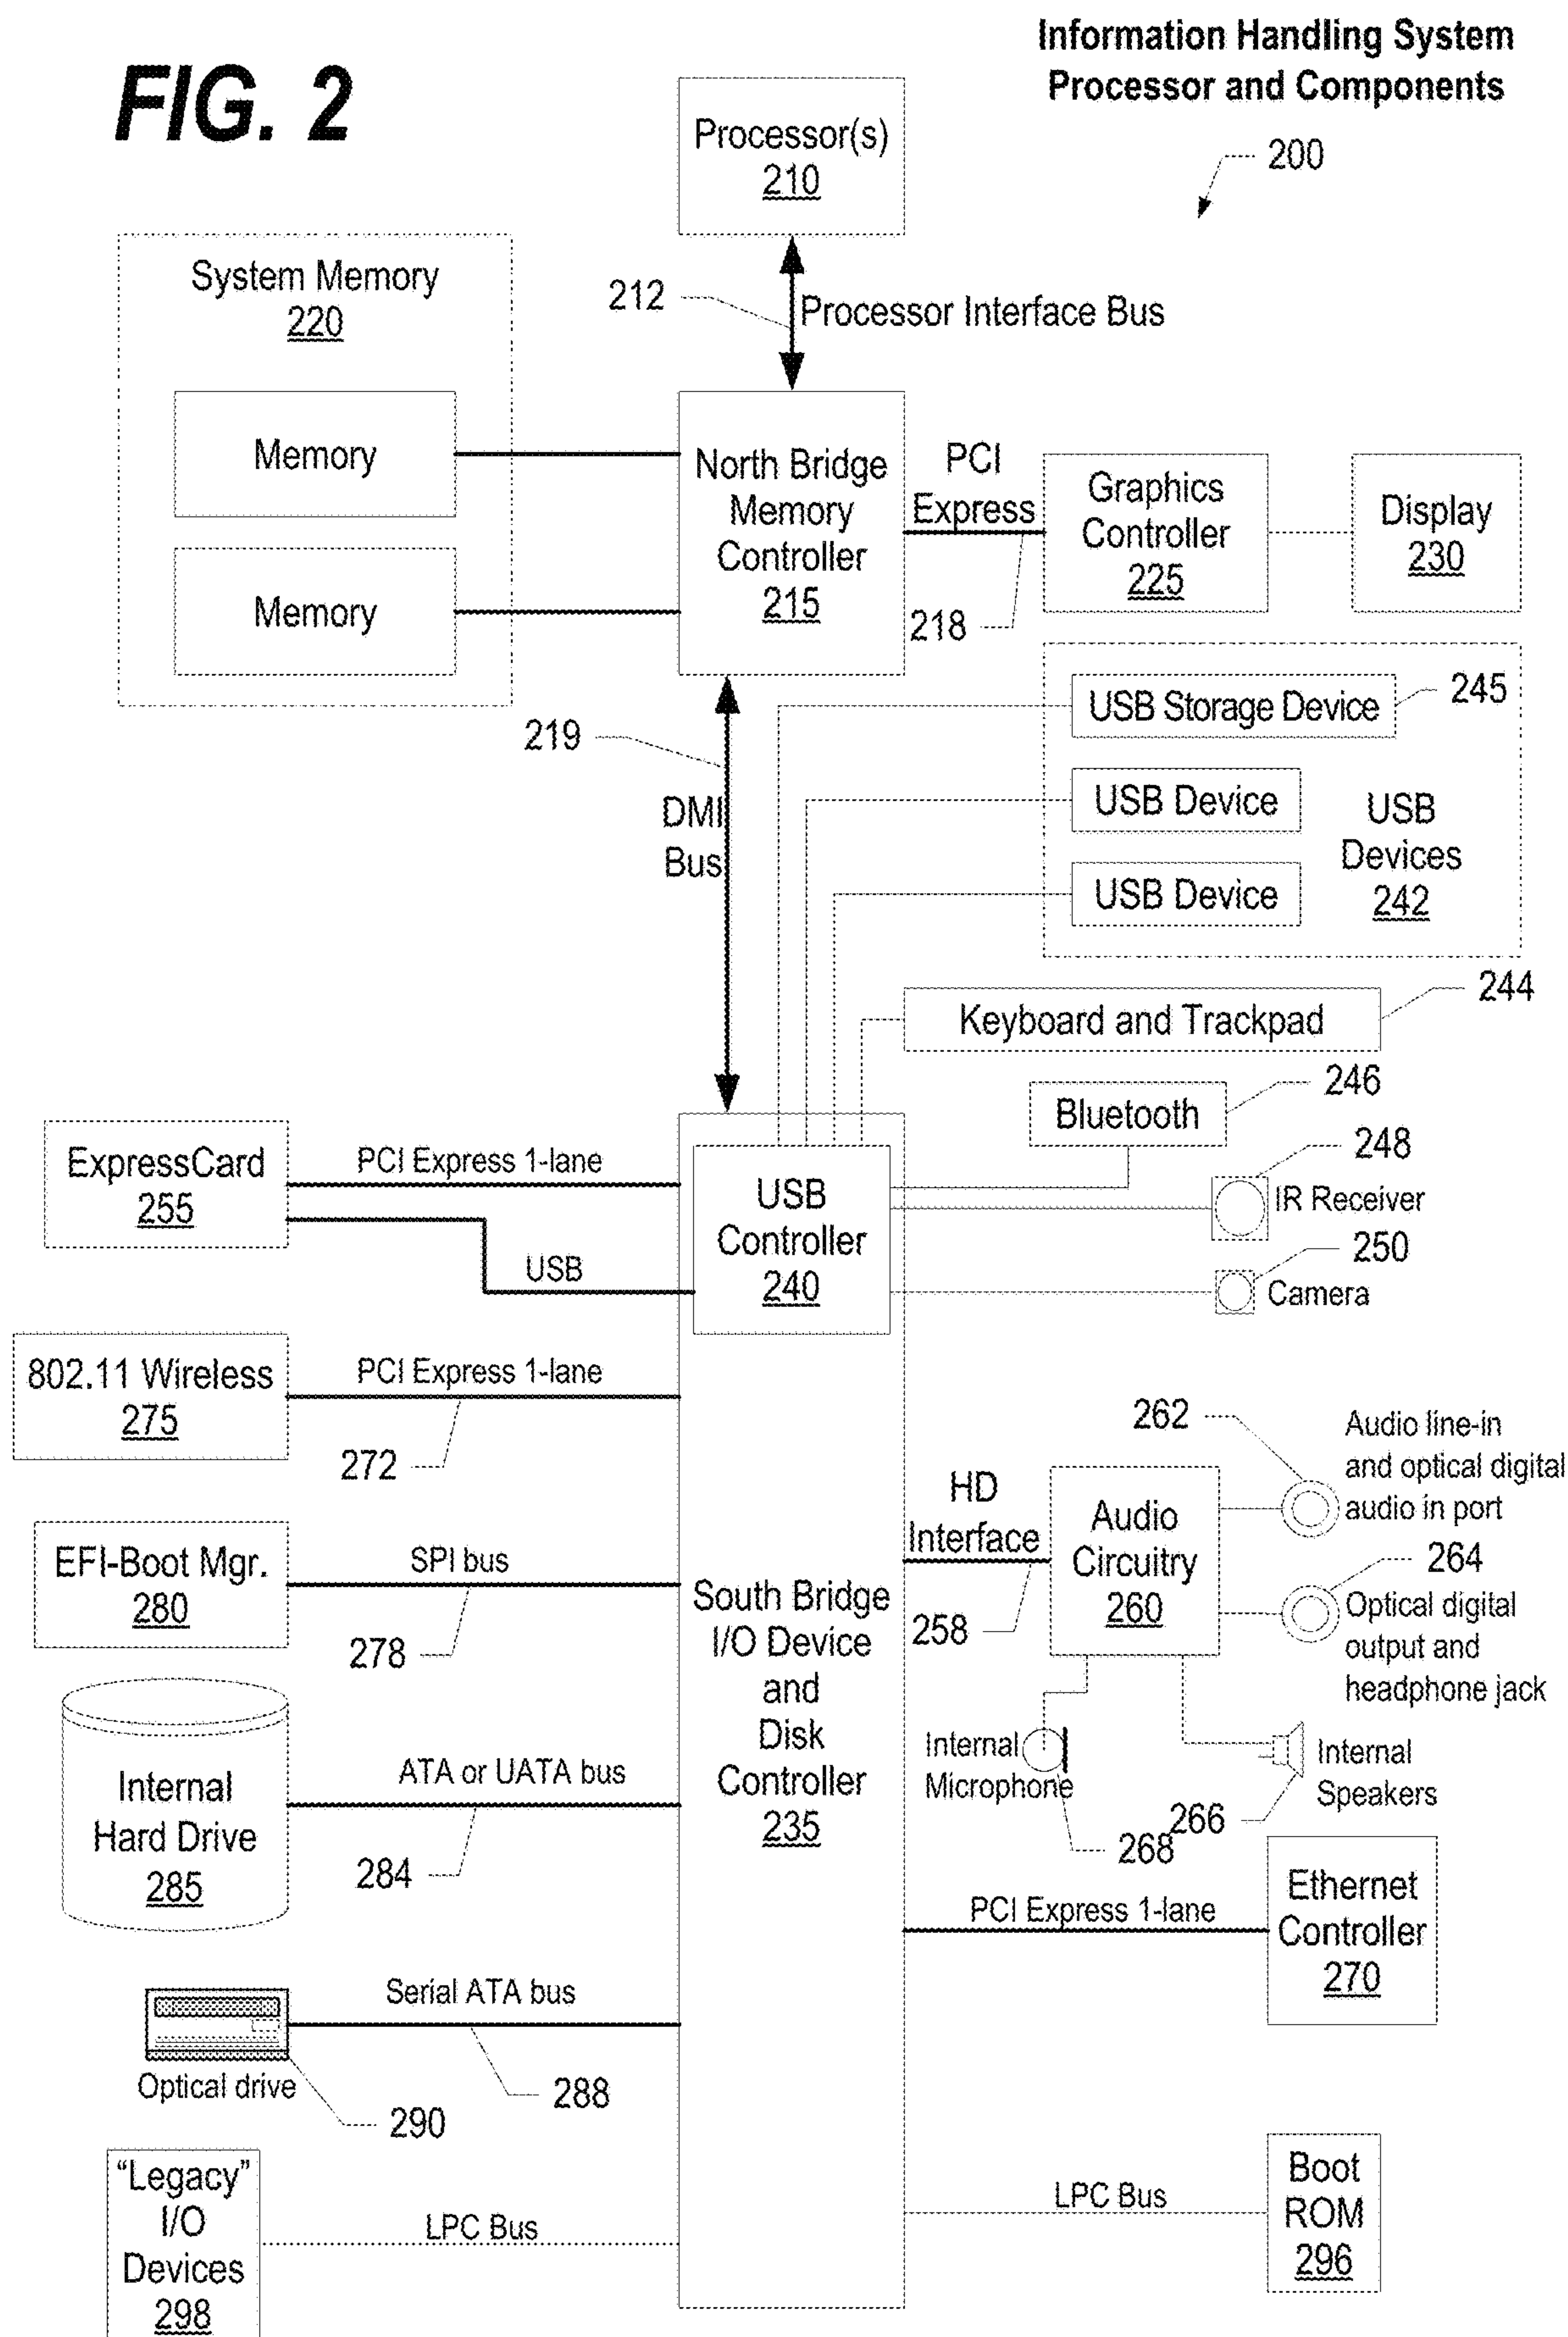 FIG. 2
Information Handling System
Processor and Components
200
Processor(s)
210
System Memory
220
212
Processor Interface Bus
Memory
Memory
North Bridge
Memory
Controller
215
PCI
Express
218
Graphics
Controller
225
Display
230
219
DMI
Bus
USB Storage Device
245
USB Device
USB Device
USB
Devices
242
Keyboard and Trackpad
244
Bluetooth
246
248
IR Receiver
250
Camera
ExpressCard
255
PCI Express 1-lane
USB
USB
Controller
240
802.11 Wireless
275
PCI Express 1-lane
272
262
Audio line-in
and optical digital
audio in port
HD
Interface
258
Audio
Circuitry
260
264
Optical digital
output and
headphone jack
EFI-Boot Mgr.
280
SPI bus
278
South Bridge
I/O Device
and
Disk
Controller
235
Internal
Microphone
268
Internal
Speakers
266
Internal
Hard Drive
285
ATA or UATA bus
284
PCI Express 1-lane
Ethernet
Controller
270
Serial ATA bus
288
Optical drive
290
"Legacy"
I/O
Devices
298
LPC Bus
LPC Bus
Boot
ROM
296